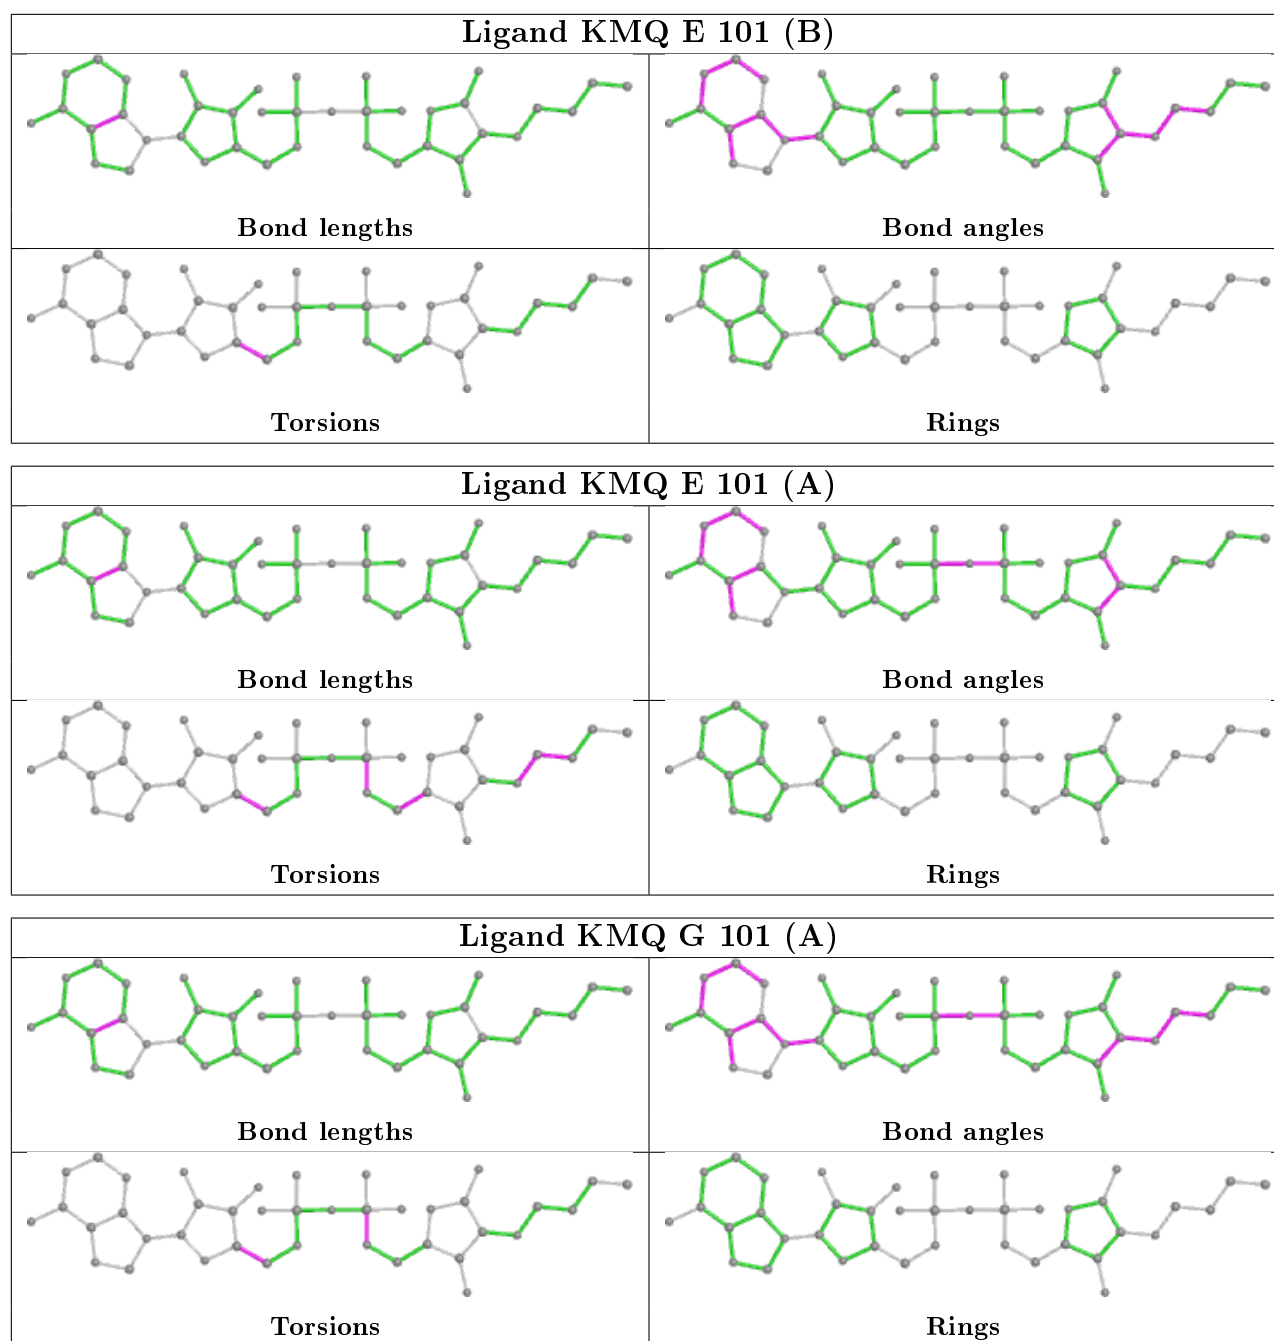 Ligand KMQ E 101 (B)
Bond lengths
Bond angles
Torsions
Rings
Ligand KMQ E 101 (A)
Bond lengths
Bond angles
Torsions
Rings
Ligand KMQ G 101 (A)
Bond lengths
Bond angles
Torsions
Rings